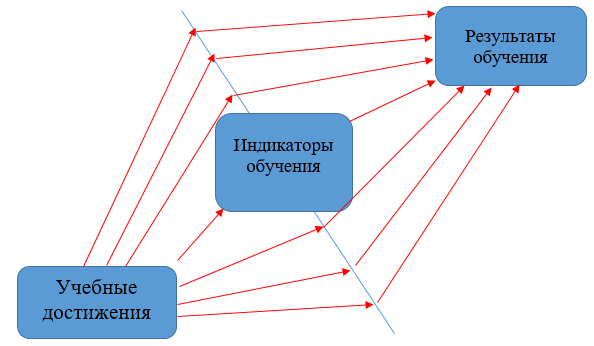 Результаты
обучения
Индикаторы
обучения
Учебные
достижения